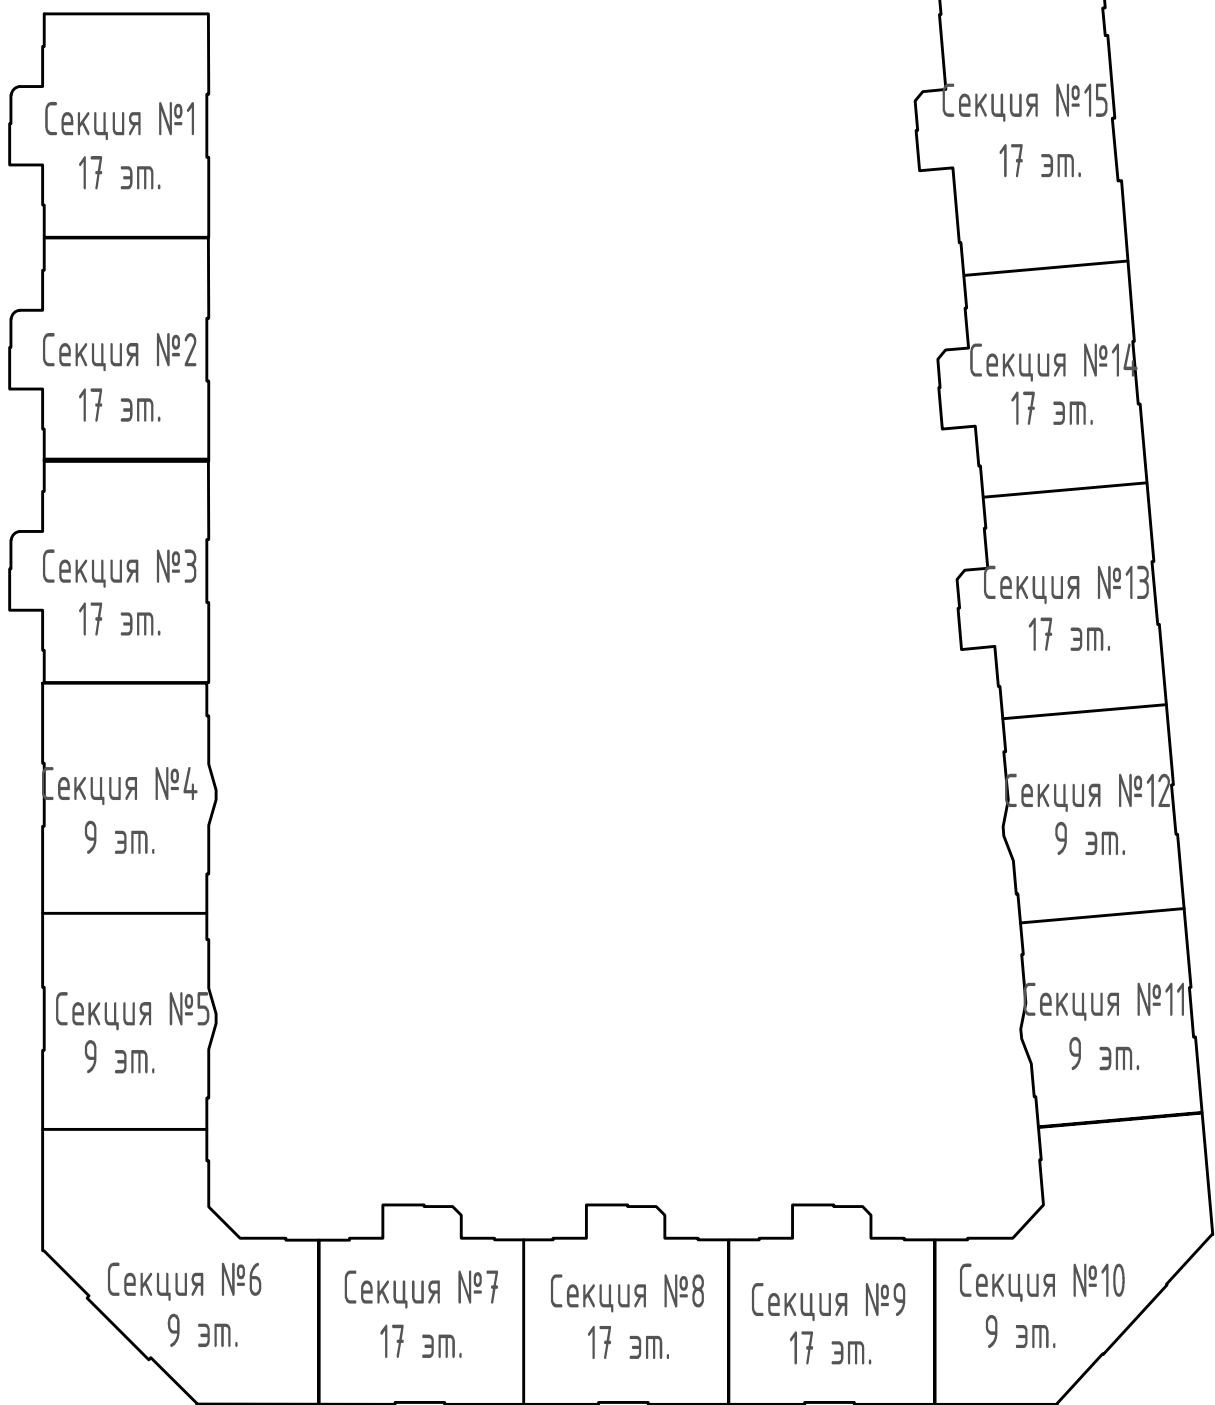 Секция №1
17 эт.
Секция №2
17 эт.
Секция №3
17 эт.
Секция №4
9 эт.
Секция №5
9 эт.
Секция №6
9 эт.
Секция №7
17 эт.
Секция №8
17 эт.
Секция №9
17 эт.
Секция №10
9 эт.
Секция №11
9 эт.
Секция №12
9 эт.
Секция №13
17 эт.
Секция №14
17 эт.
Секция №15
17 эт.